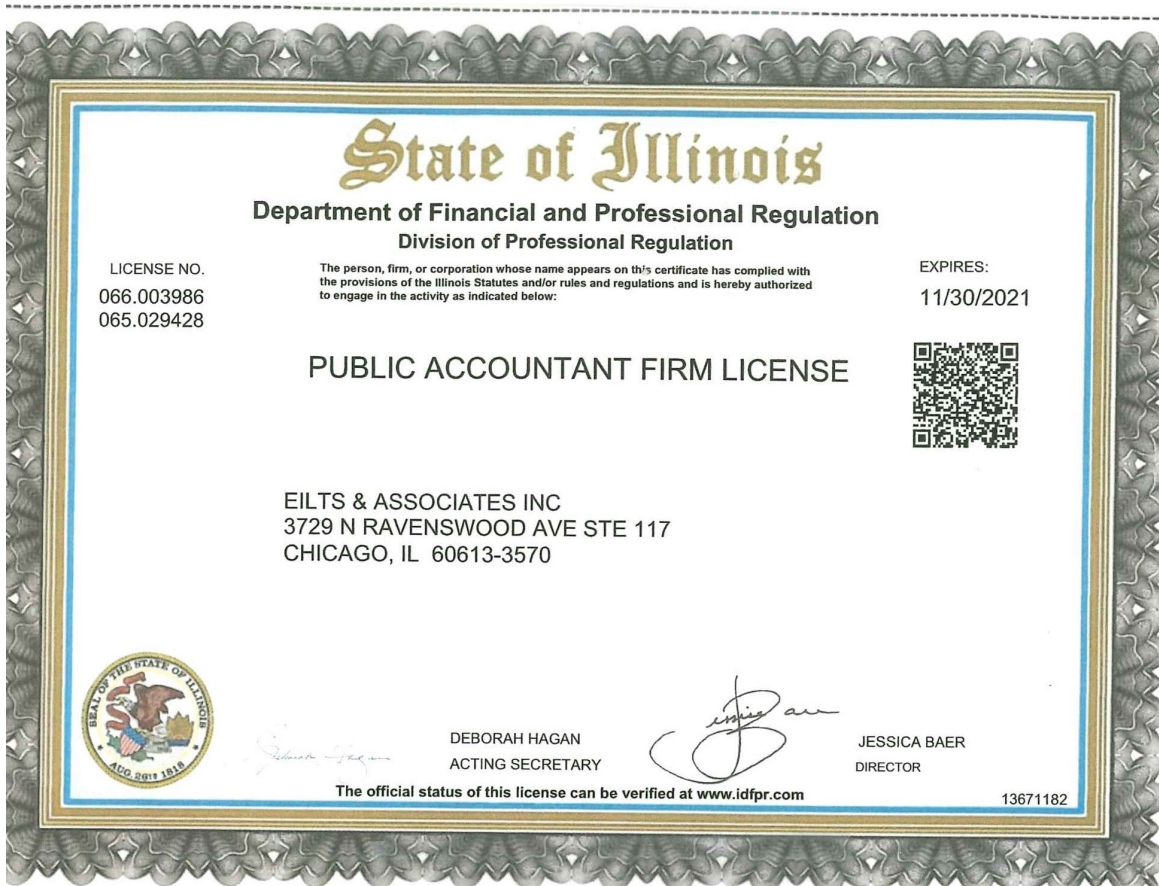 State of Illinois
Department of Financial and Professional Regulation
Division of Professional Regulation
LICENSE NO.
066.003986
065.029428
The person, firm, or corporation whose name appears on this certificate has complied with
the provisions of the Illinois Statutes and/or rules and regulations and is hereby authorized
to engage in the activity as indicated below:
EXPIRES:
11/30/2021
PUBLIC ACCOUNTANT FIRM LICENSE
EILTS & ASSOCIATES INC
3729 N RAVENSWOOD AVE STE 117
CHICAGO, IL 60613-3570
SEAL OF THE STATE OF ILLINOIS
AUG. 26TH 1818
DEBORAH HAGAN
ACTING SECRETARY
JESSICA BAER
DIRECTOR
The official status of this license can be verified at www.idfpr.com
13671182